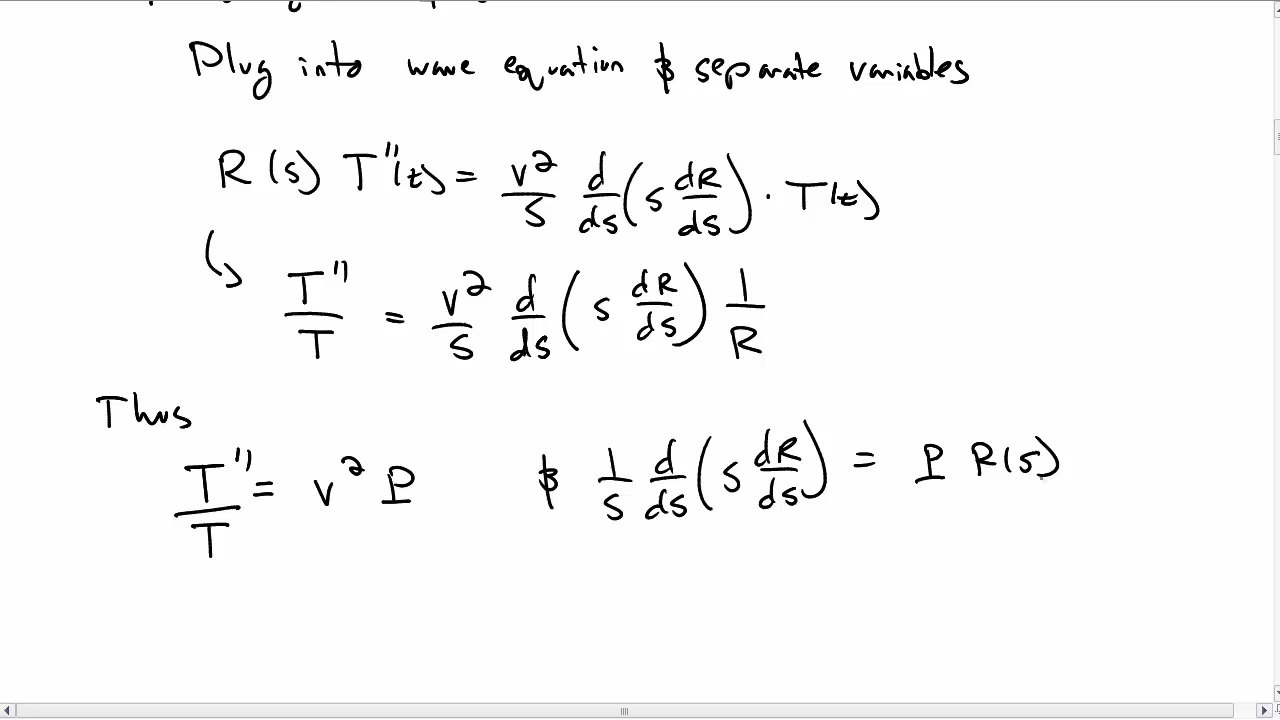 Plug into wave equation & separate variables
R(s) T''(t) = v²/s d/ds (s dR/ds) · T(t)
↳ T''/T = v²/s d/ds (s dR/ds) 1/R
Thus
T''/T = v² P & 1/s d/ds (s dR/ds) = P R(s)